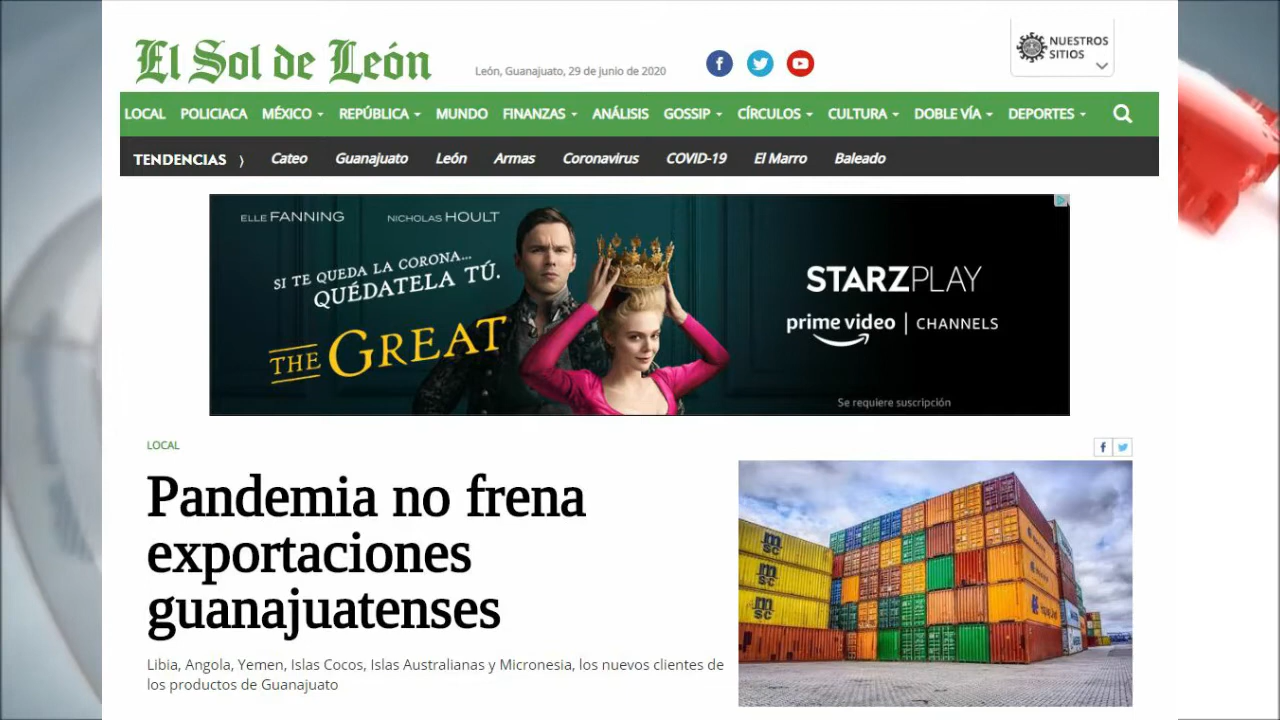 El Sol de León
León, Guanajuato, 29 de junio de 2020
NUESTROS
SITIOS
LOCAL POLICIACA MÉXICO REPÚBLICA MUNDO FINANZAS ANÁLISIS GOSSIP CÍRCULOS CULTURA DOBLE VÍA DEPORTES
TENDENCIAS ) Cateo Guanajuato León Armas Coronavirus COVID-19 El Marro Baleado
ELLE FANNING NICHOLAS HOULT
SI TE QUEDA LA CORONA...
QUÉDATELA TÚ.
THE GREAT
STARZPLAY
prime video | CHANNELS
Se requiere suscripción
LOCAL
Pandemia no frena
exportaciones
guanajuatenses
Libia, Yemen, Islas Cocos, Islas Australianas y Micronesia, los nuevos clientes de
los productos de Guanajuato
msc
msc
msc